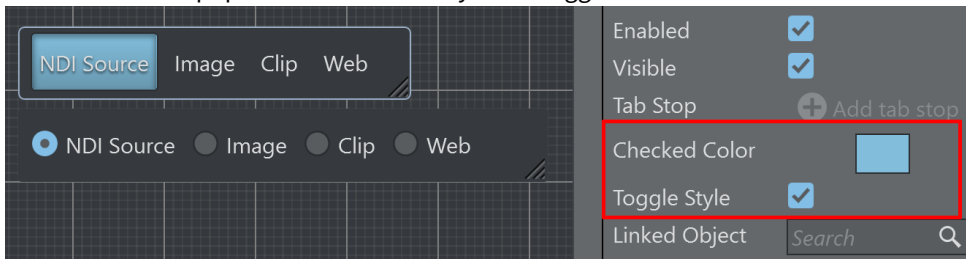 NDI Source Image Clip Web
NDI Source Image Clip Web
Enabled
Visible
Tab Stop Add tab stop
Checked Color
Toggle Style
Linked Object Search